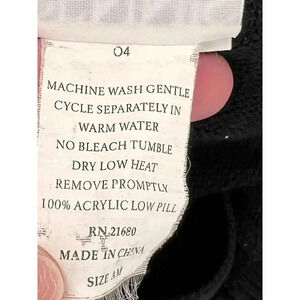 04
MACHINE WASH GENTLE
CYCLE SEPARATELY IN
WARM WATER
NO BLEACH TUMBLE
DRY LOW HEAT
REMOVE PROMPTLY
100% ACRYLIC LOW PILL
RN 21680
MADE IN CHINA
SIZE AM